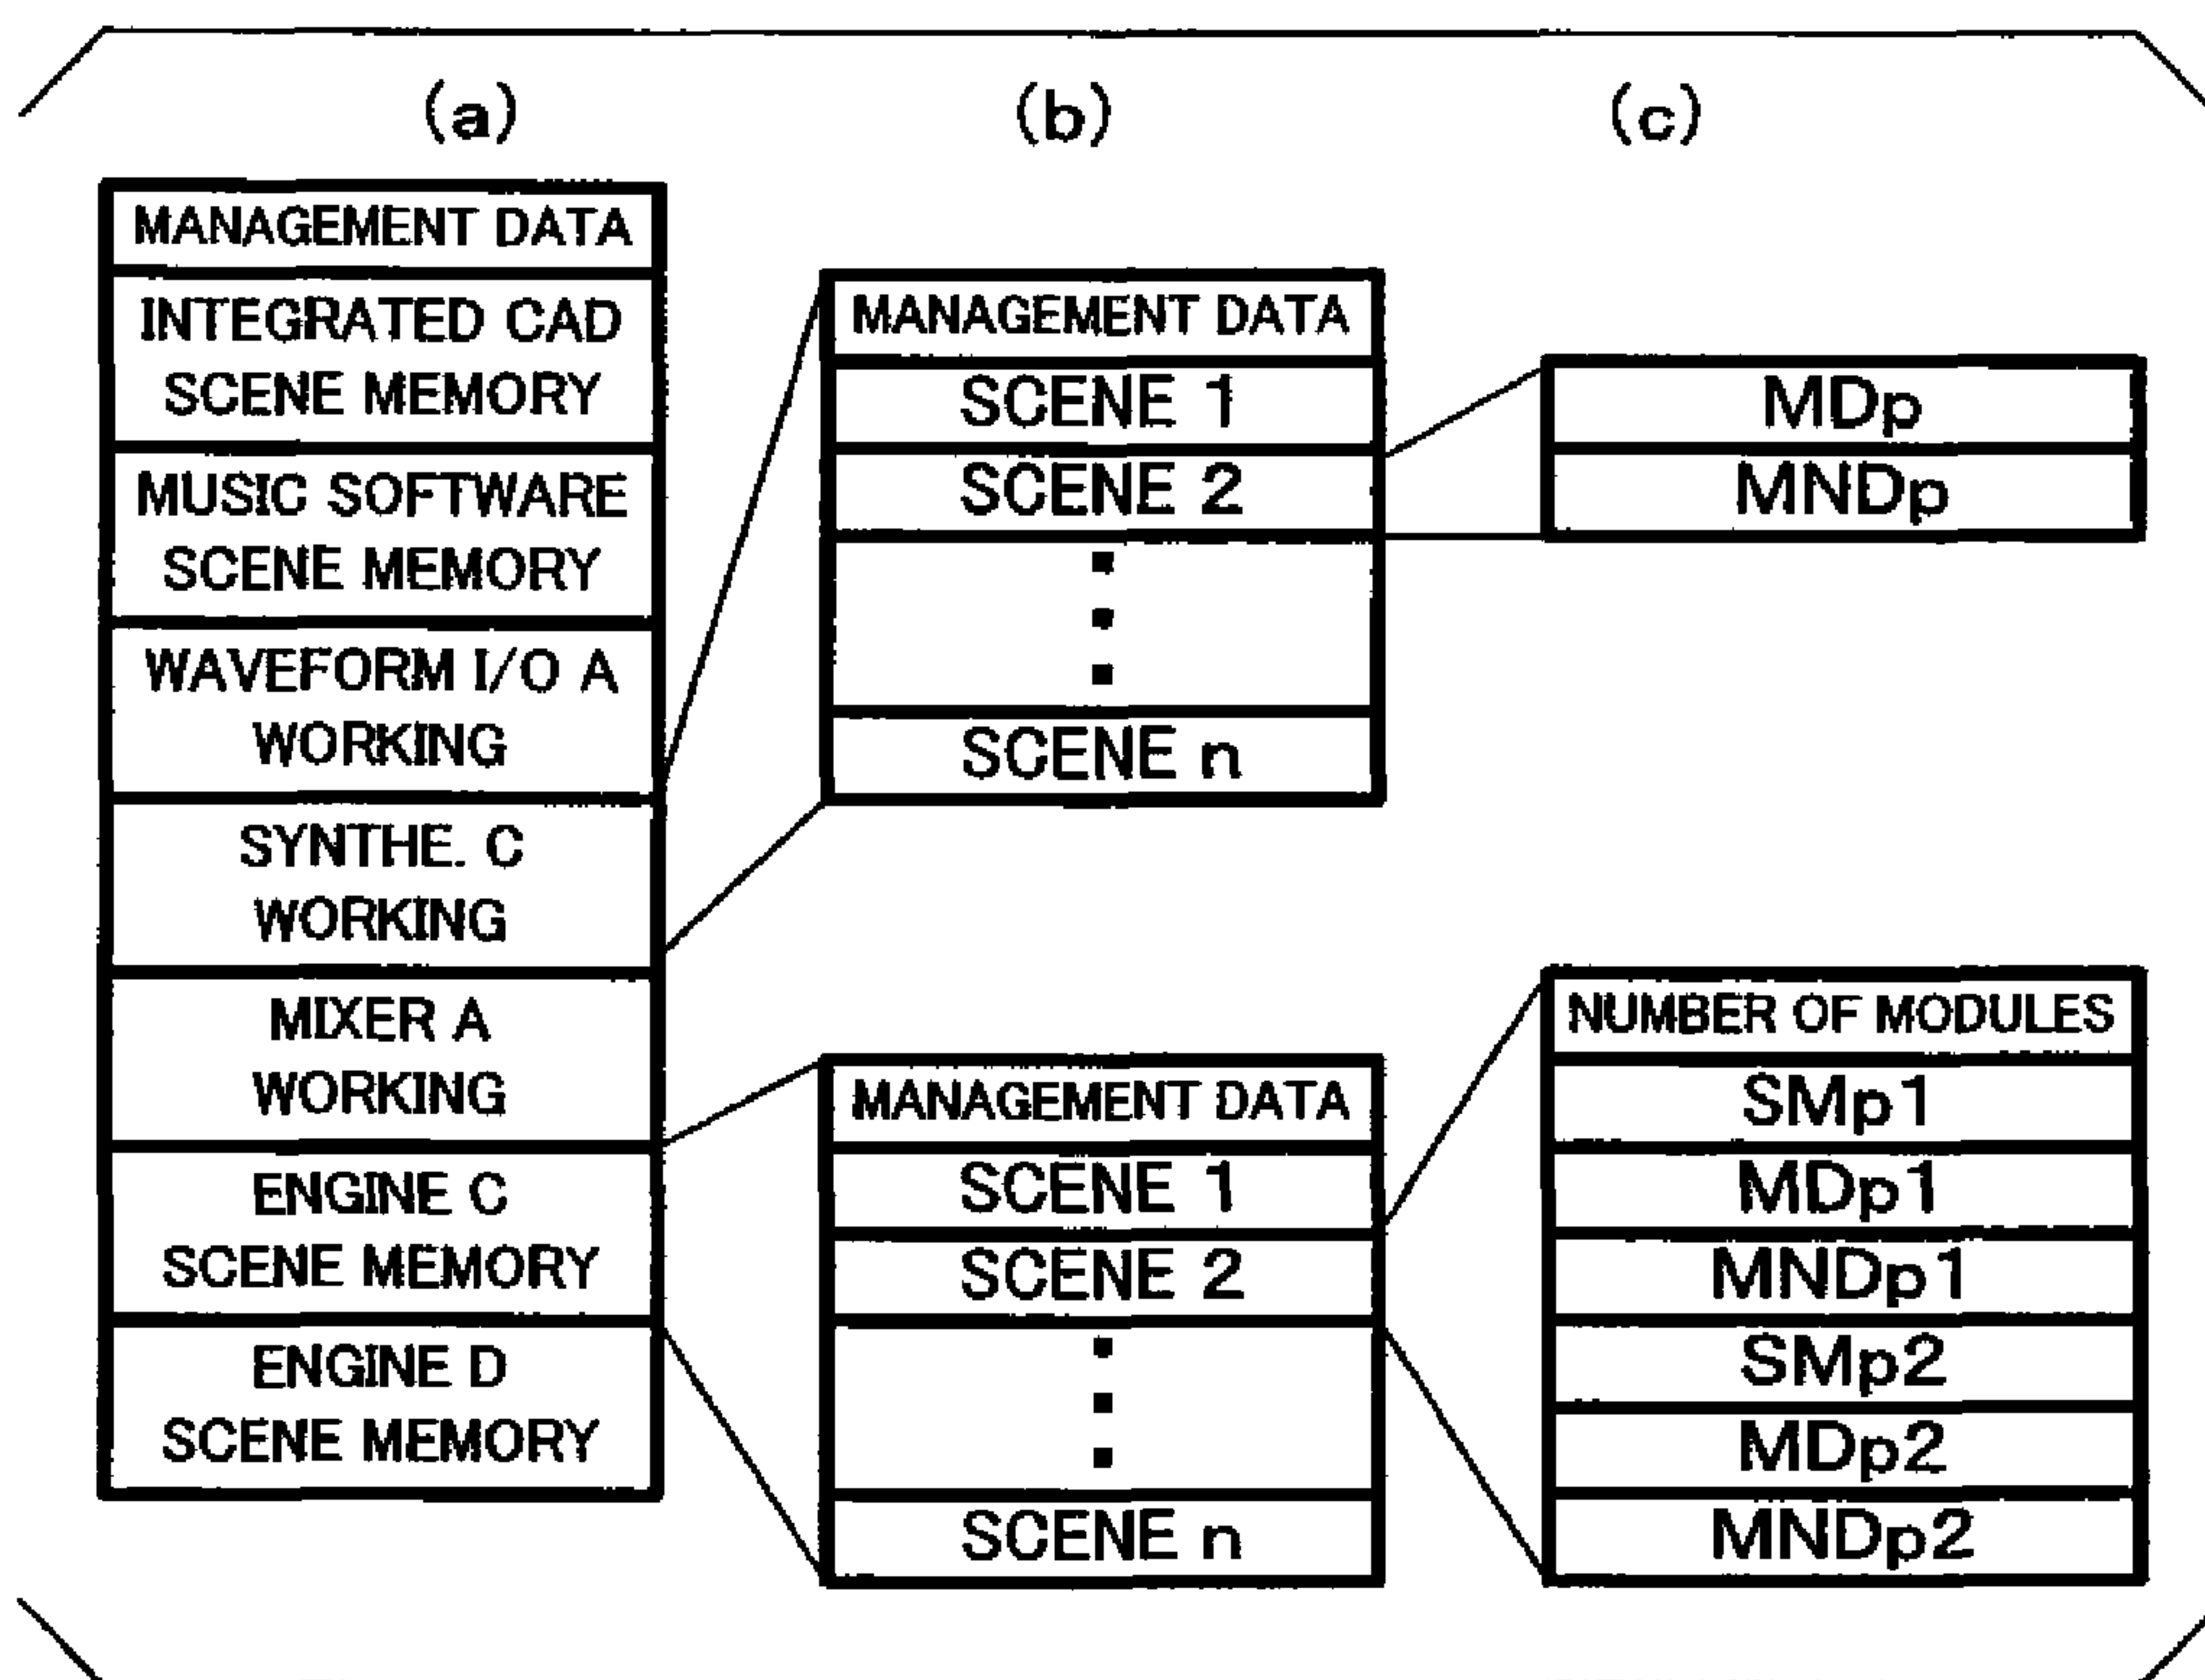 (a)
(b)
(c)
MANAGEMENT DATA
INTEGRATED CAD
SCENE MEMORY
MUSIC SOFTWARE
SCENE MEMORY
WAVEFORM I/O A
WORKING
SYNTHE. C
WORKING
MIXER A
WORKING
ENGINE C
SCENE MEMORY
ENGINE D
SCENE MEMORY
MANAGEMENT DATA
SCENE 1
SCENE 2
SCENE n
MANAGEMENT DATA
SCENE 1
SCENE 2
SCENE n
MDp
MNDp
NUMBER OF MODULES
SMp1
MDp1
MNDp1
SMp2
MDp2
MNDp2